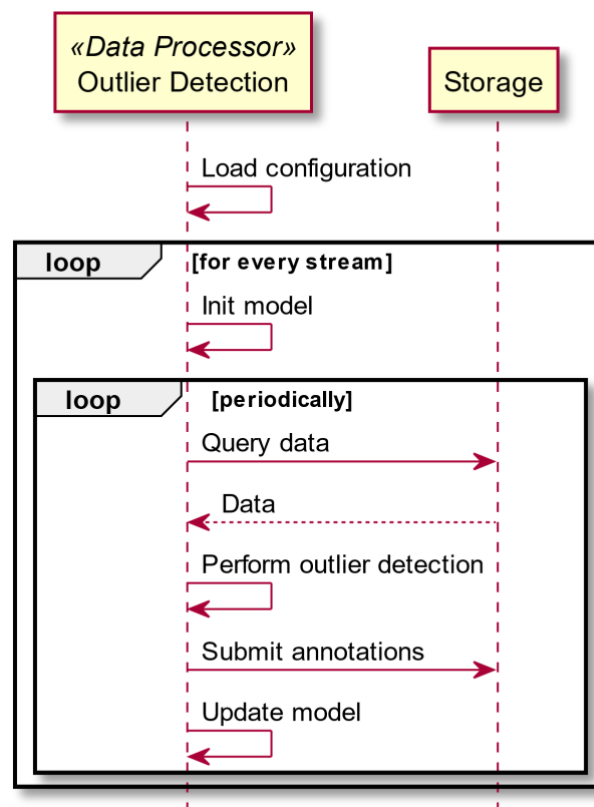 «Data Processor»
Outlier Detection
Storage
Load configuration
loop
[for every stream]
Init model
loop
[periodically]
Query data
Data
Perform outlier detection
Submit annotations
Update model